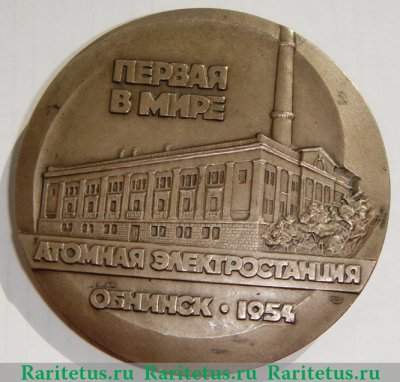 ПЕРВАЯ
В МИРЕ
АТОМНАЯ ЭЛЕКТРОСТАНЦИЯ
ОБНИНСК • 1954
Raritetus.ru Raritetus.ru Raritetus.ru